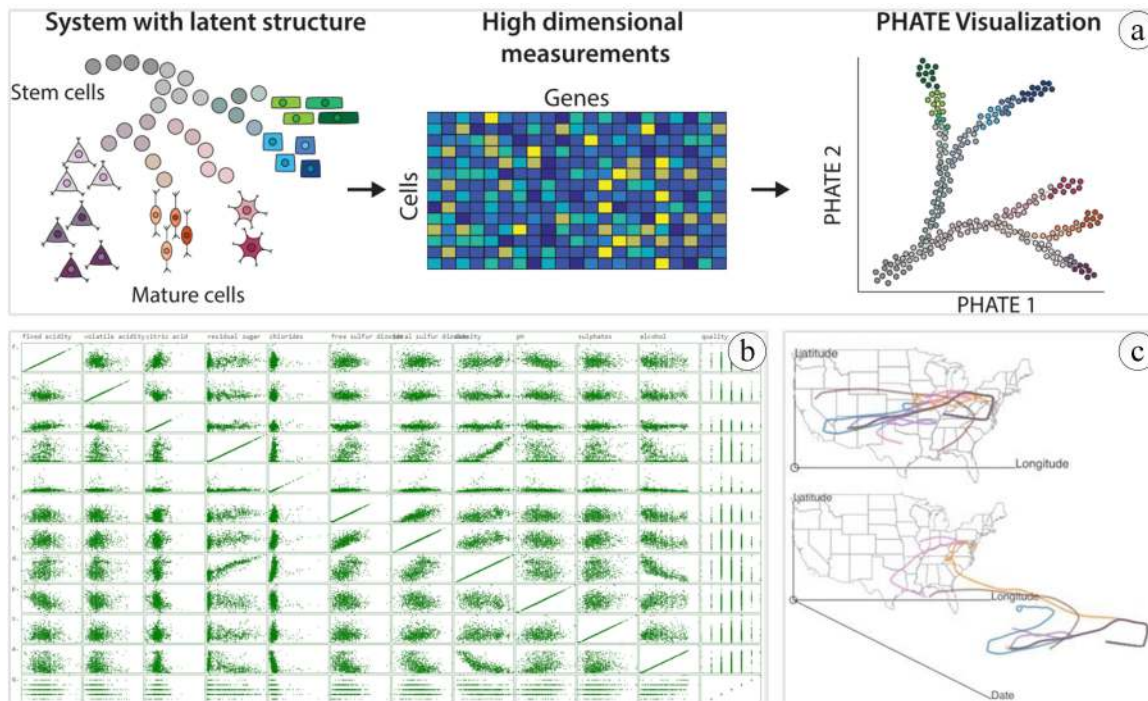 System with latent structure
High dimensional
measurements
PHATE Visualization
a
Stem cells
Mature cells
Genes
Cells
PHATE 2
PHATE 1
b
fixed acidity
volatile acidity
citric acid
residual sugar
chlorides
free sulfur
density
pH
sulphates
alcohol
quality
c
Latitude
Longitude
Latitude
Longitude
Date